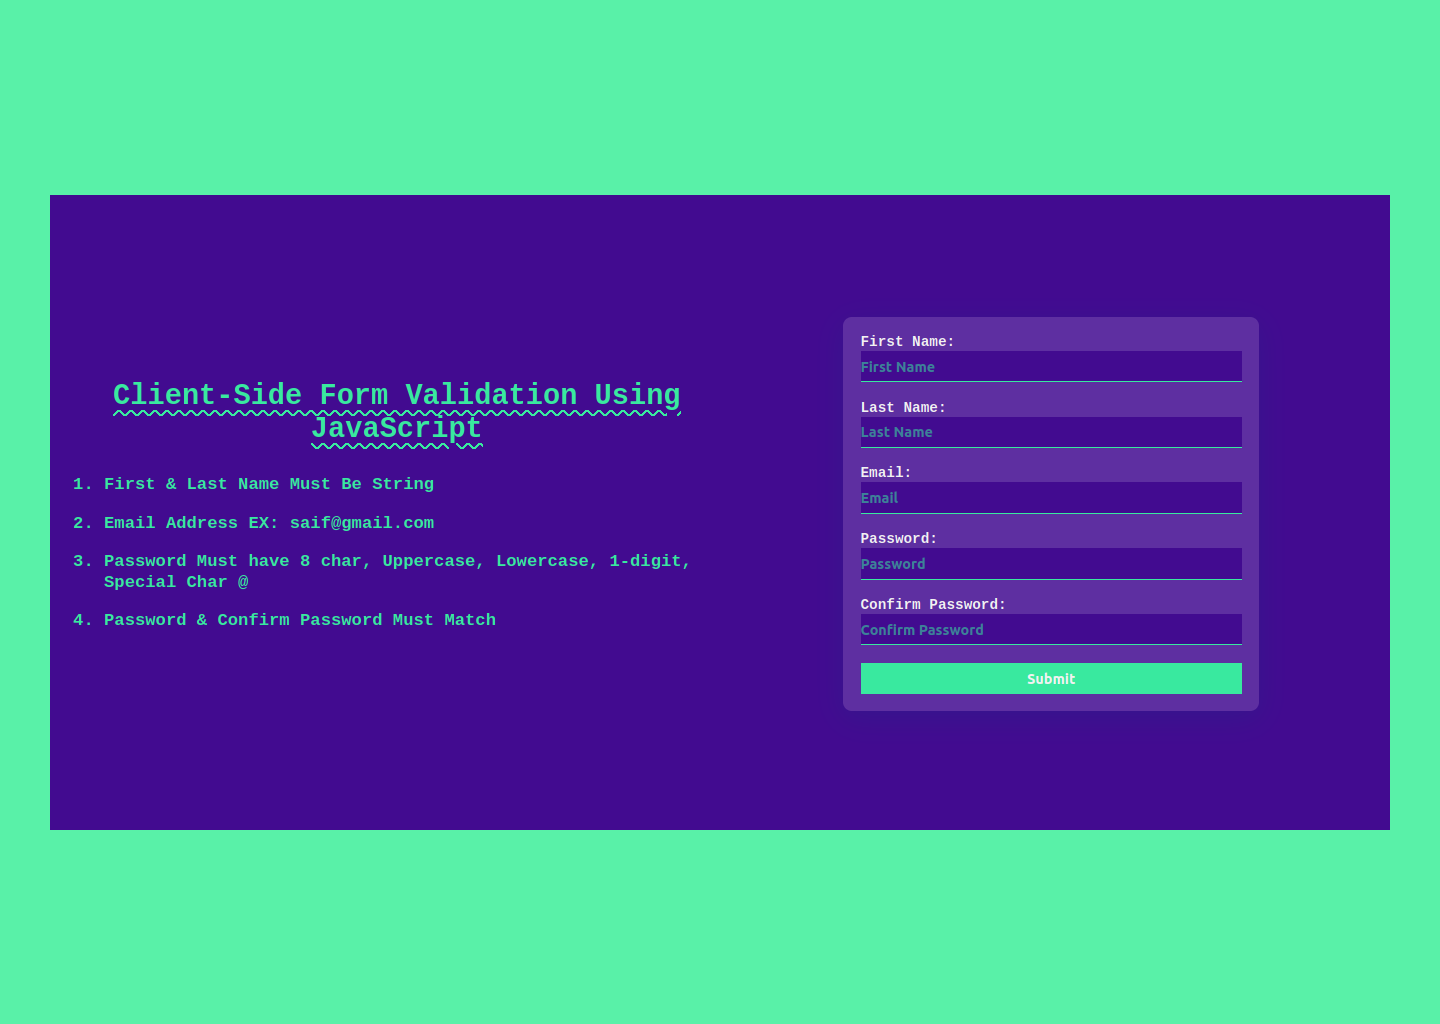 Client-Side Form Validation Using
JavaScript
1. First & Last Name Must Be String
2. Email Address EX: saif@gmail.com
3. Password Must have 8 char, Uppercase, Lowercase, 1-digit,
Special Char @
4. Password & Confirm Password Must Match
First Name:
First Name
Last Name:
Last Name
Email:
Email
Password:
Password
Confirm Password:
Confirm Password
Submit